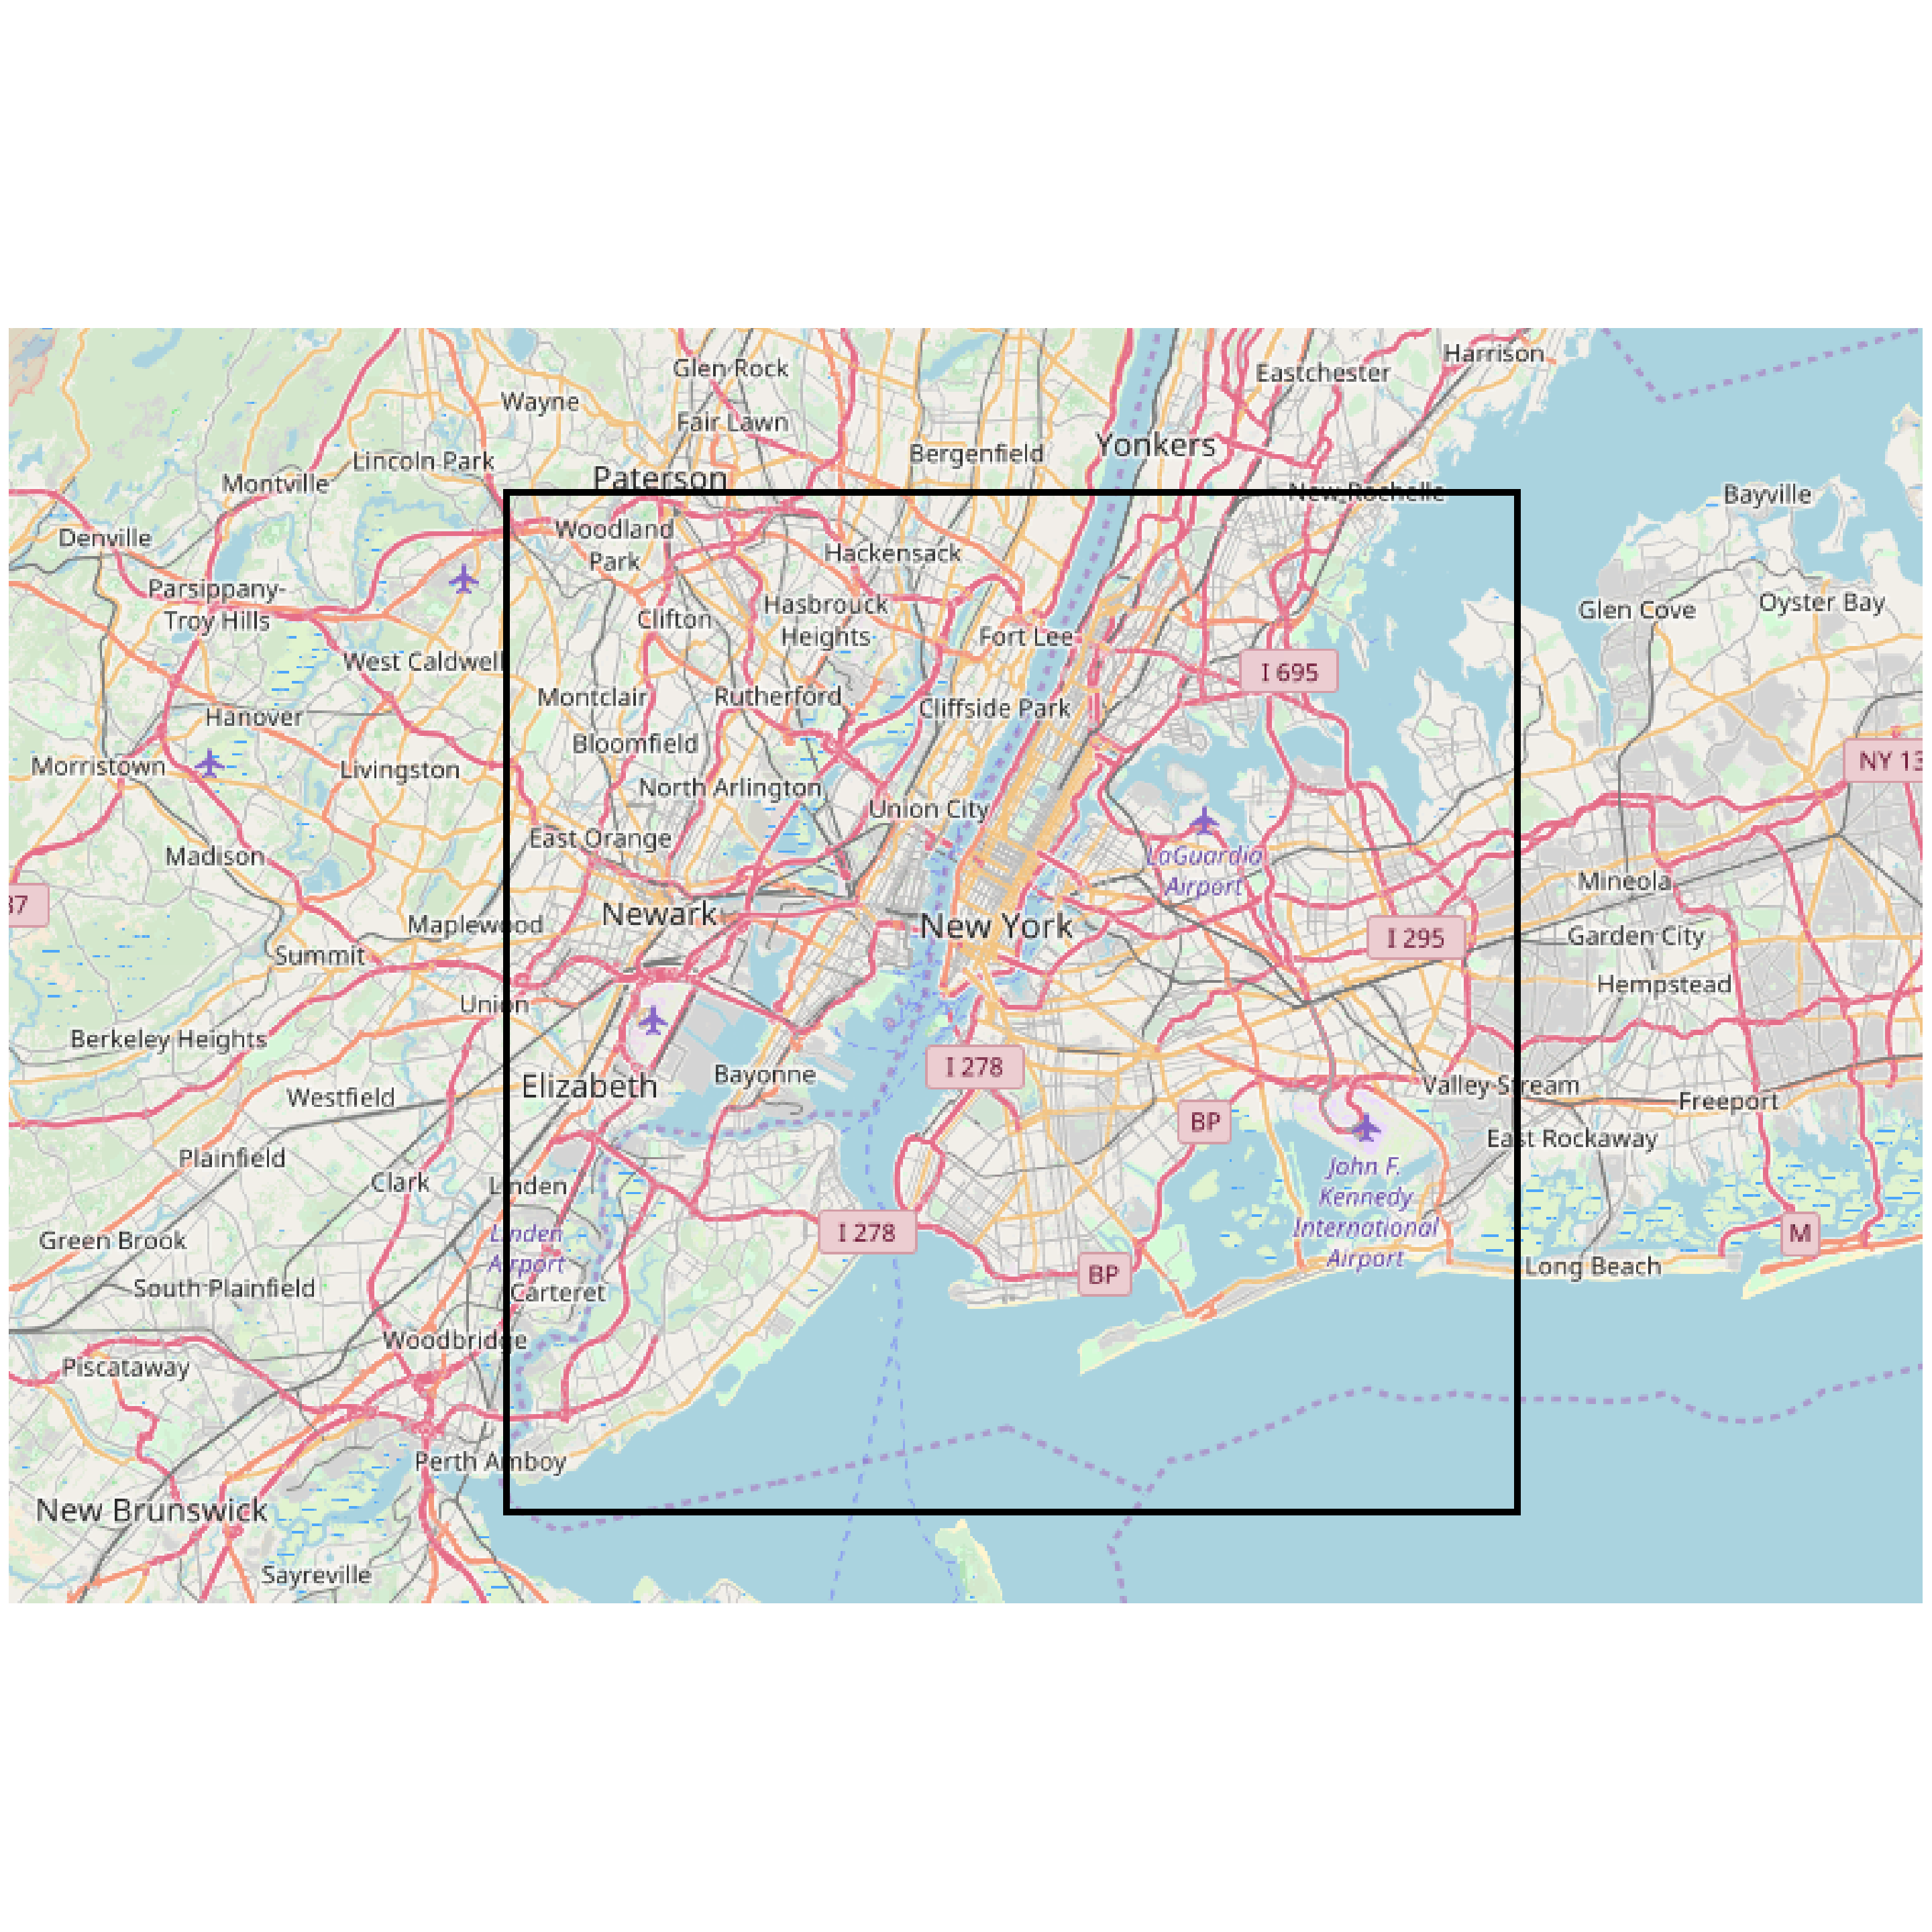 Glen Rock
Harrison
Eastchester
Wayne
Fair Lawn
Yonkers
Bergenfield
Lincoln Park
Paterson
Montville
New Rochelle
Bayville
Woodland
Park
Denville
Hackensack
Parsippany-
Troy Hills
Hasbrouck
Heights
Clifton
Fort Lee
Glen Cove
Oyster Bay
West Caldwell
I 695
Montclair
Rutherford
Cliffside Park
Hanover
Bloomfield
Morristown
Livingston
North Arlington
Union City
NY 13
East Orange
Madison
LaGuardia
Airport
Mineola
37
Newark
New York
Maplewood
I 295
Garden City
Summit
Hempstead
Union
Berkeley Heights
I 278
Bayonne
Elizabeth
Valley Stream
Westfield
Freeport
BP
East Rockaway
Plainfield
Clark
Linden
John F.
Kennedy
International
Airport
Linden
Airport
I 278
M
Green Brook
Long Beach
BP
South Plainfield
Carteret
Woodbridge
Piscataway
Perth Amboy
New Brunswick
Sayreville